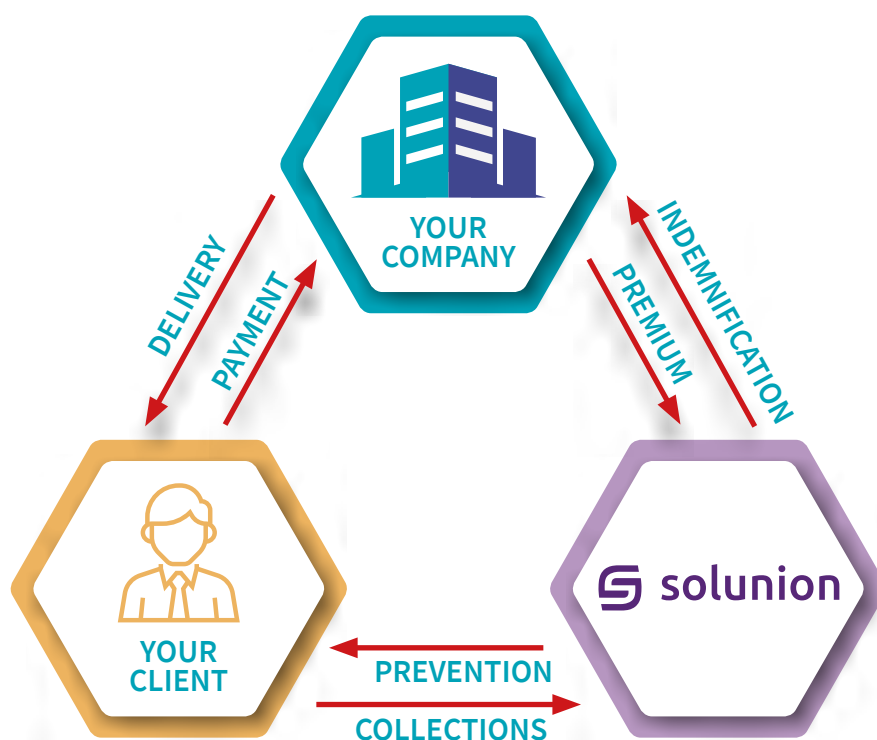 YOUR
COMPANY
DELIVERY
PAYMENT
PREMIUM
INDEMNIFICATION
YOUR
CLIENT
solunion
PREVENTION
COLLECTIONS